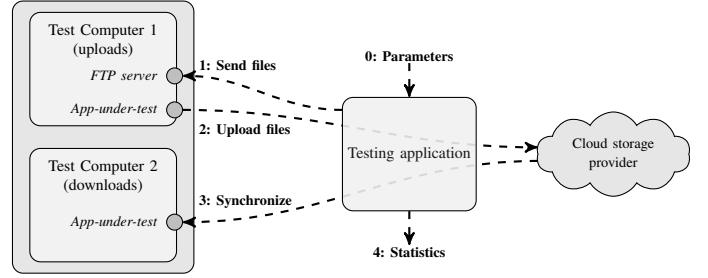 Test Computer 1
(uploads)
FTP server
App-under-test
Test Computer 2
(downloads)
App-under-test
1: Send files
2: Upload files
3: Synchronize
0: Parameters
Testing application
4: Statistics
Cloud storage
provider